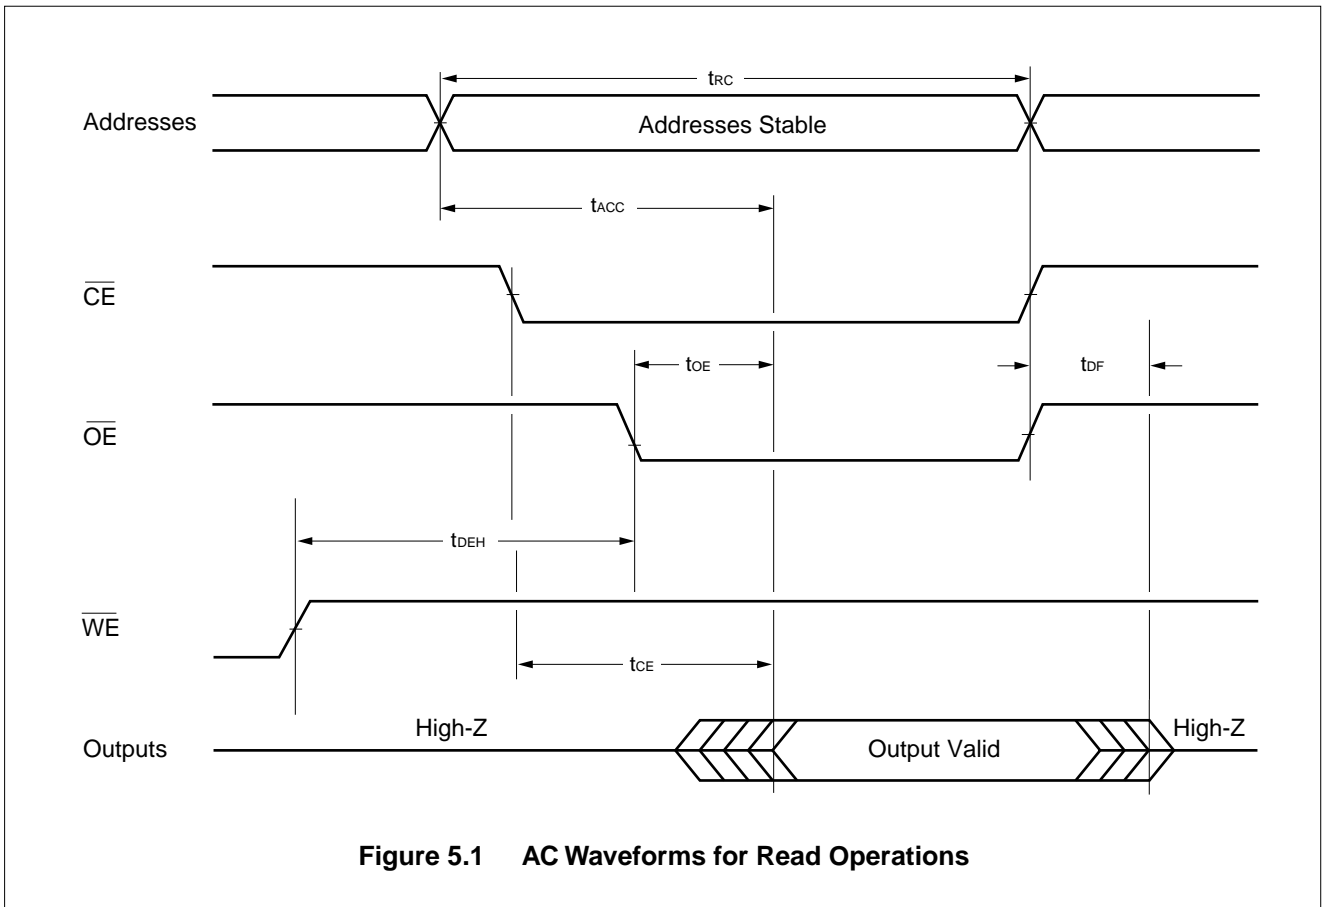 tRC
Addresses
Addresses Stable
tACC
CE
tOE
tDF
OE
tDEH
WE
tCE
High-Z
High-Z
Outputs
Output Valid
Figure 5.1 AC Waveforms for Read Operations